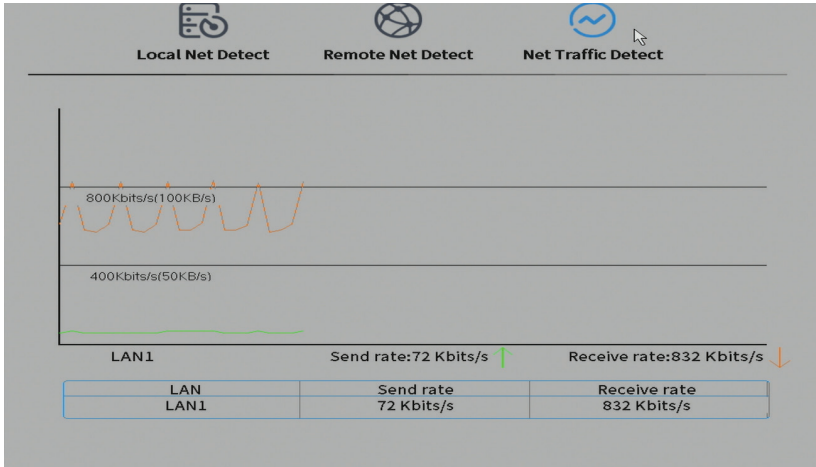 Local Net Detect Remote Net Detect Net Traffic Detect
800Kbits/s(100KB/s)
400Kbits/s(50KB/s)
LAN1 Send rate:72 Kbits/s Receive rate:832 Kbits/s
LAN Send rate Receive rate
LAN1 72 Kbits/s 832 Kbits/s